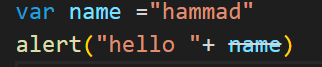 var name ="hammad"
alert("hello "+ name)